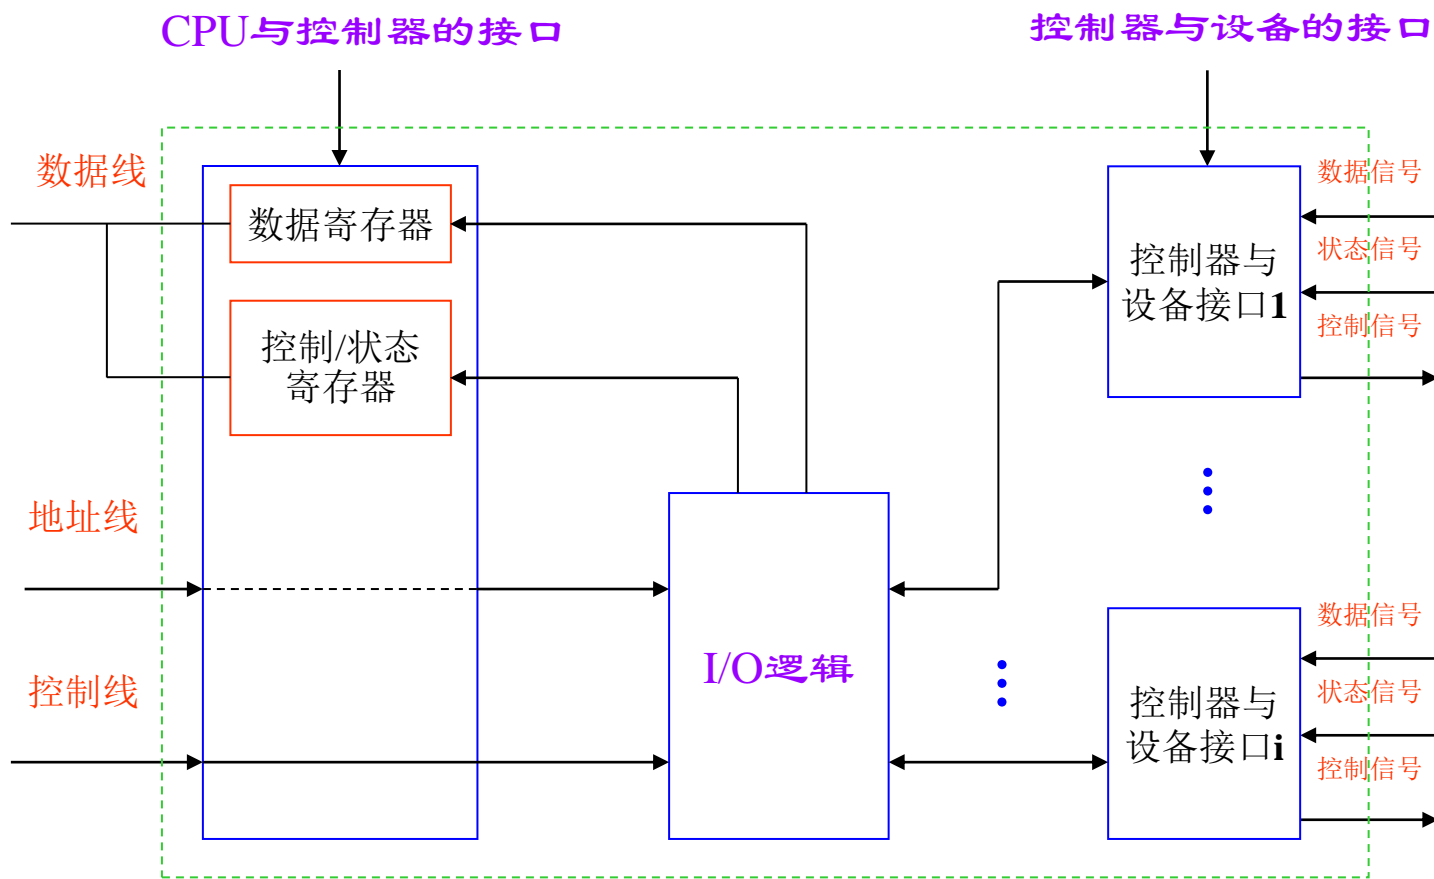 CPU与控制器的接口
控制器与设备的接口
数据线
数据寄存器
控制/状态
寄存器
地址线
控制线
I/O逻辑
控制器与
设备接口1
数据信号
状态信号
控制信号
控制器与
设备接口i
数据信号
状态信号
控制信号